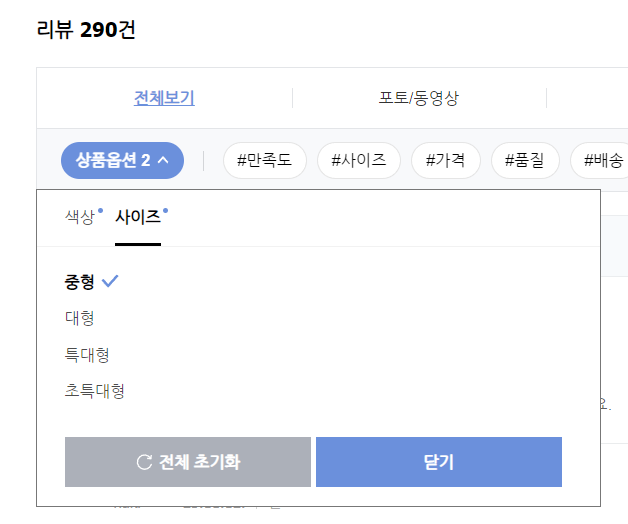 리뷰 290건
전체보기 포토/동영상
상품옵션 2 #만족도 #사이즈 #가격 #품질 #배송
색상 사이즈
중형
대형
특대형
초특대형
요.
전체 초기화 닫기